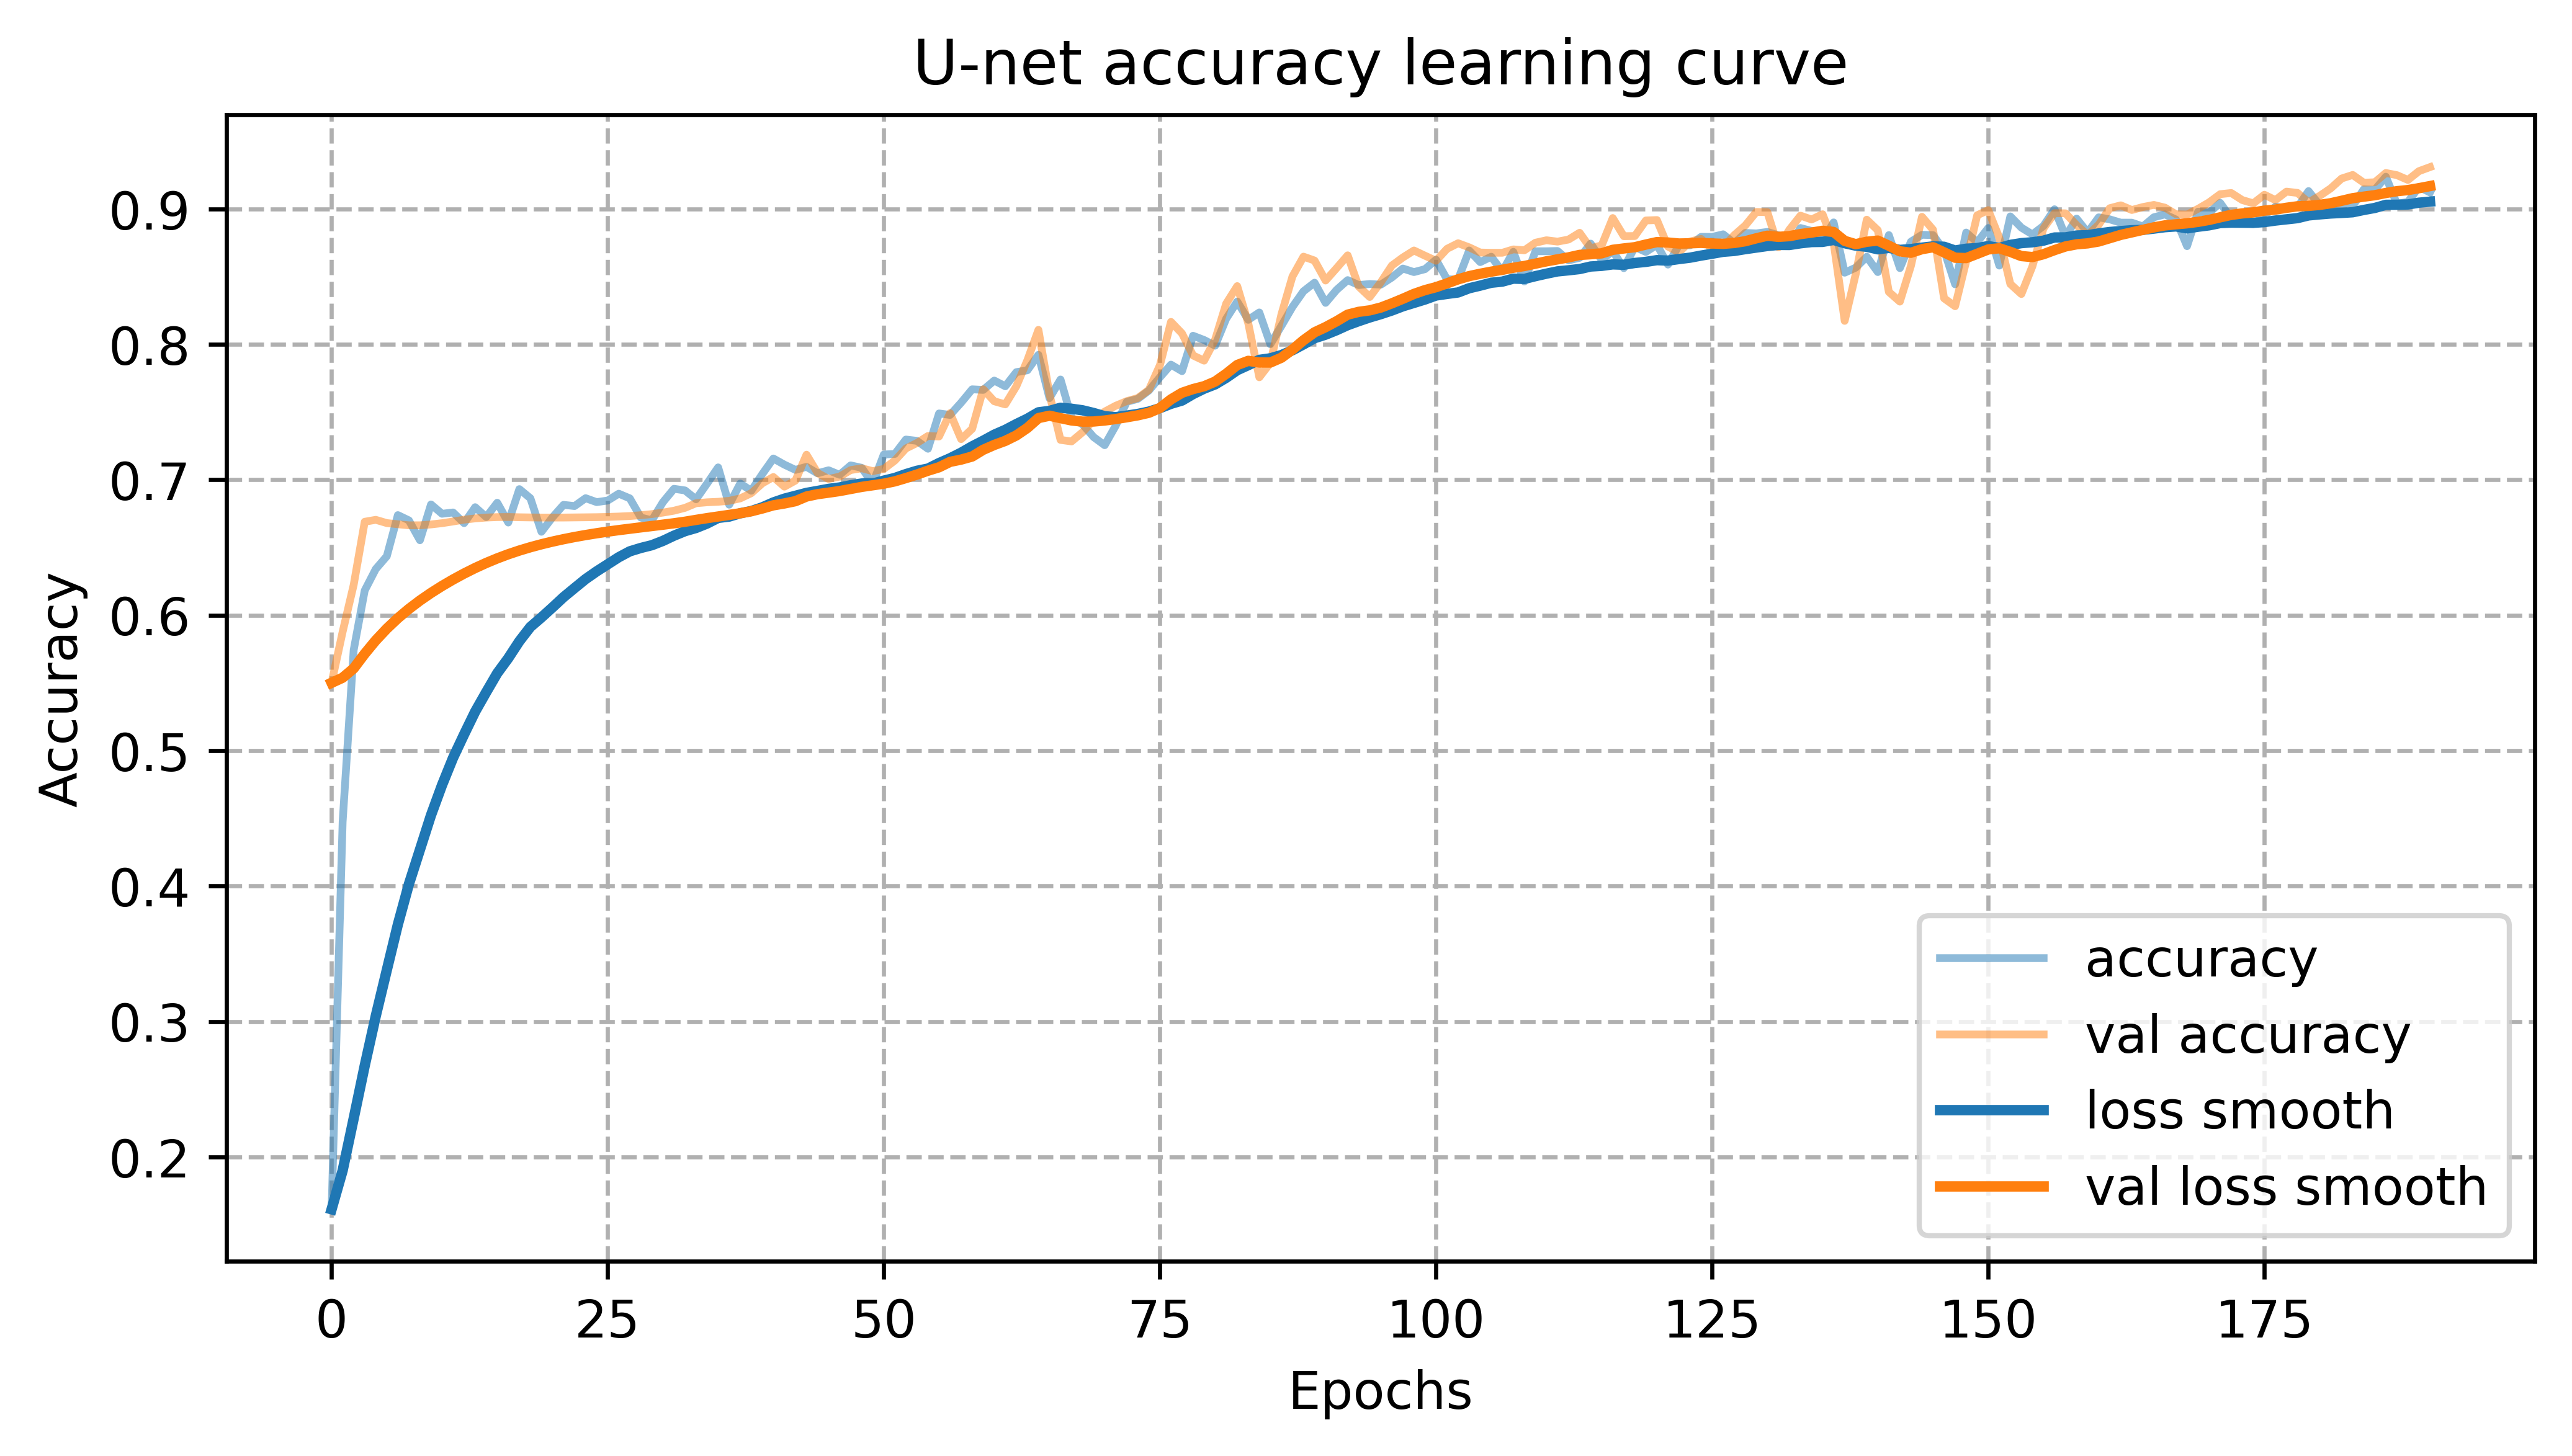 U-net accuracy learning curve
Accuracy
0.9
0.8
0.7
0.6
0.5
0.4
0.3
0.2
0 25 50 75 100 125 150 175
Epochs
accuracy
val accuracy
loss smooth
val loss smooth